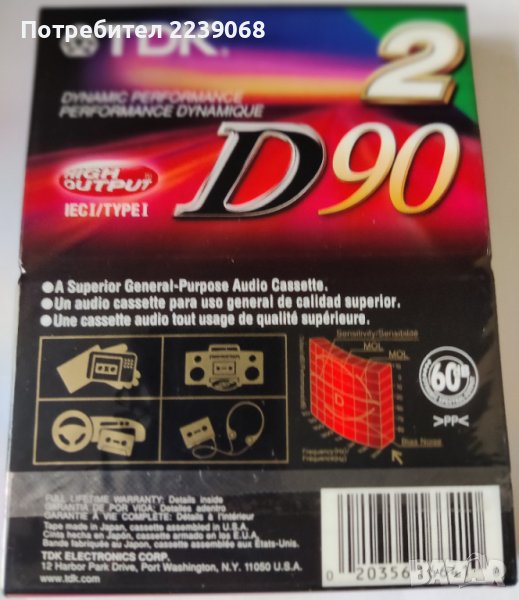 Потребител 2239068
TDK.
2
DYNAMIC PERFORMANCE
PERFORMANCE DYNAMIQUE
HIGH
OUTPUT
IECI/TYPE I
D90
●A Superior General-Purpose Audio Cassette.
●Un audio cassette para uso general de calidad superior.
●Une cassette audio tout usage de qualité supérieure.
Sensitivity/Sensibilité
MOL
MOL
D
60th
>PP<
Bias Noise
Frequency(Hz)
FULL LIFETIME WARRANTY: Details inside
GARANTIA DE POR VIDA: Detalles adentro
GARANTIE À VIE COMPLÈTE: Détails à l'intérieur
Tape made in Japan, cassette assembled in U.S.A.
Cinta hecha en Japón, cassette armado en los E.U.A.
Bande fabriquée au Japon, cassette assemblée aux États-Unis.
TDK ELECTRONICS CORP.
12 Harbor Park Drive, Port Washington, N.Y. 11050 U.S.A.
www.tdk.com
0 20356
bazar